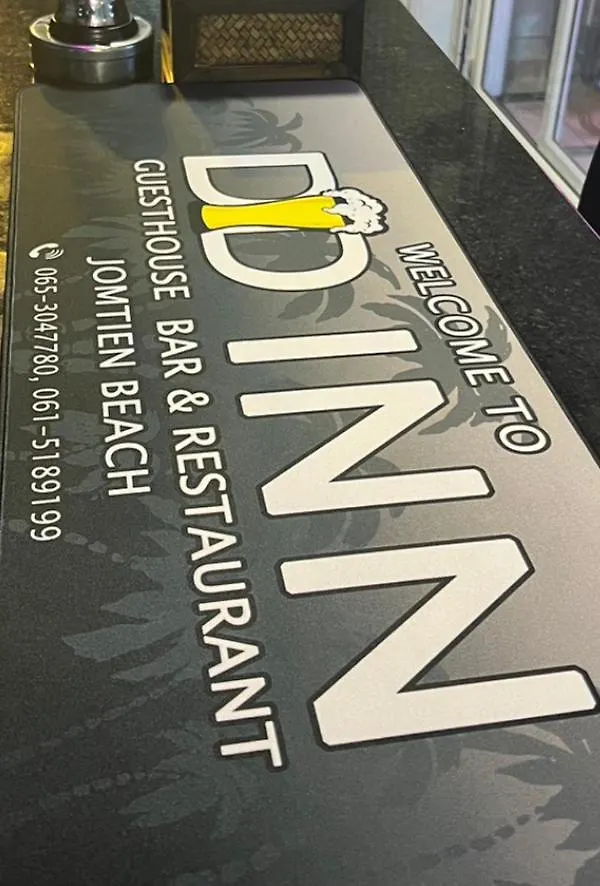 WELCOME TO
DD INN
GUESTHOUSE BAR & RESTAURANT
JOMTIEN BEACH
065-3047780, 061-5189199